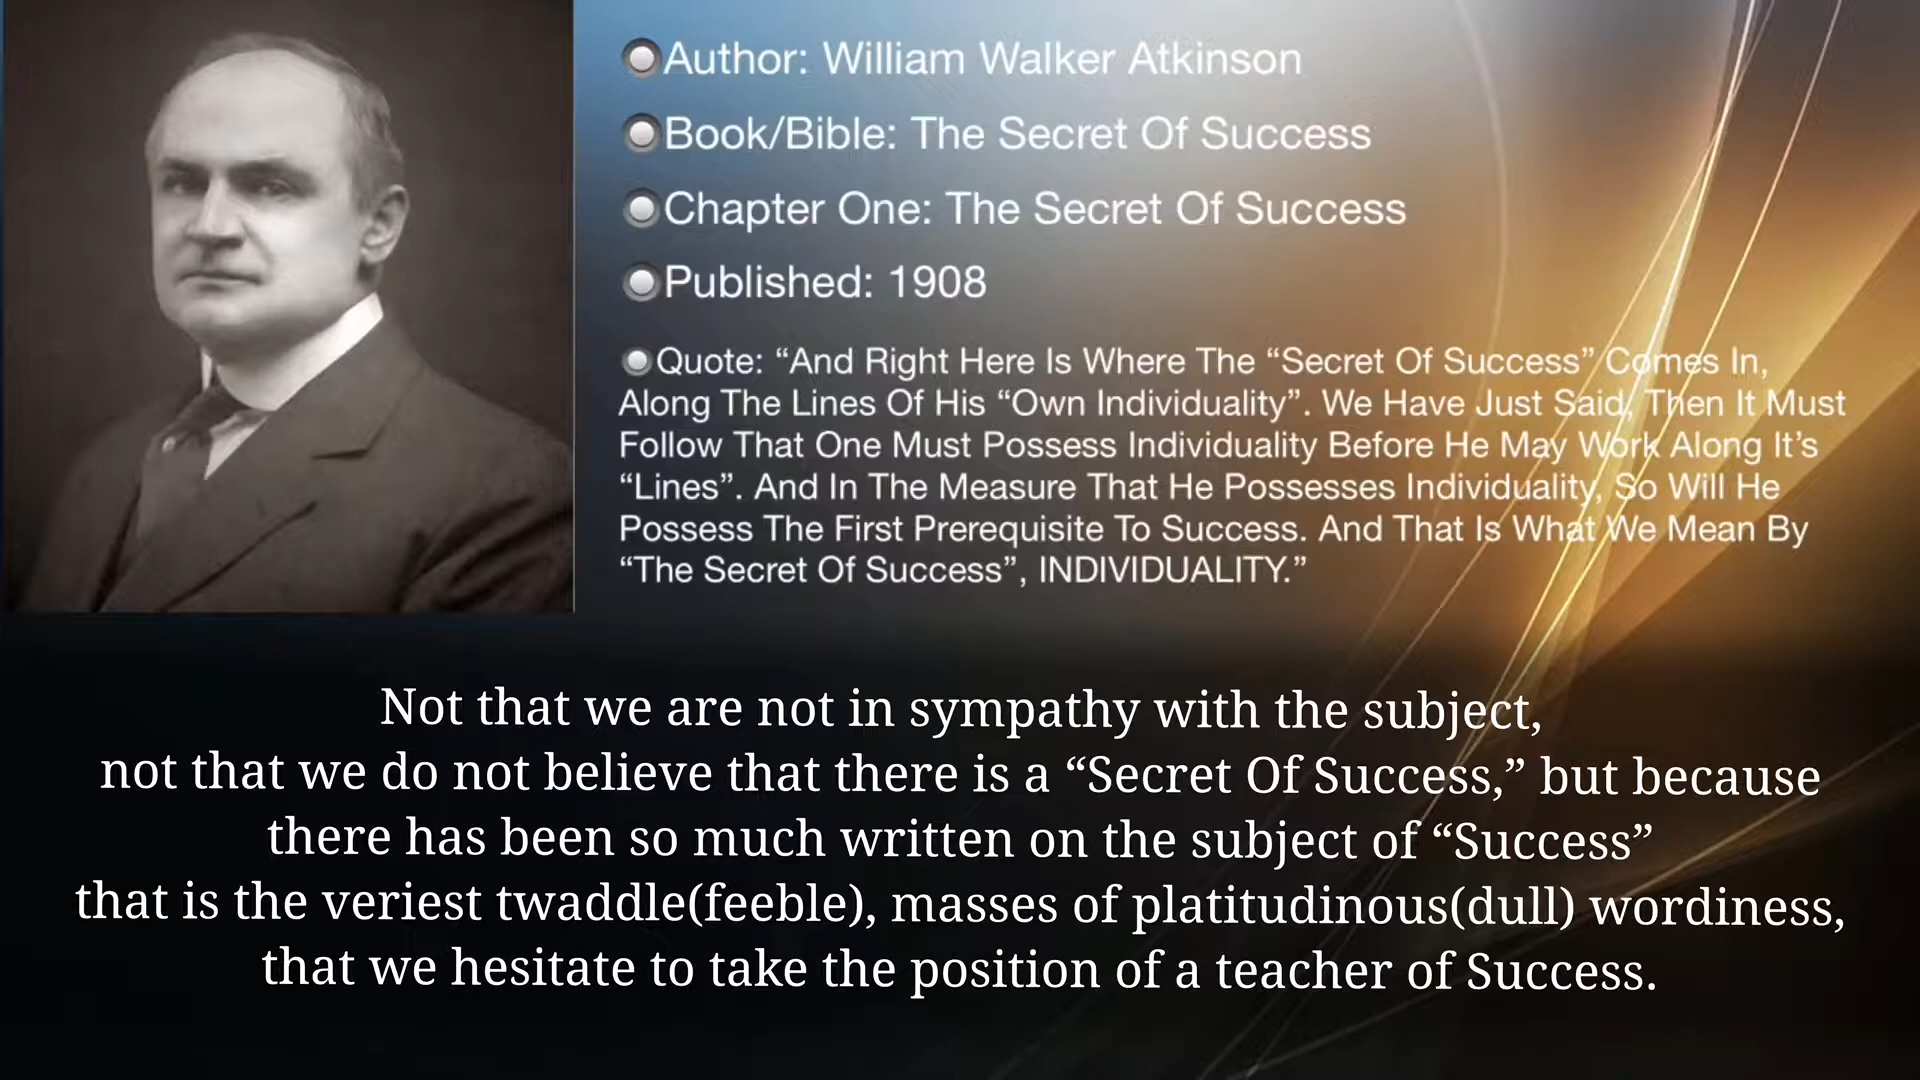 Author: William Walker Atkinson
Book/Bible: The Secret Of Success
Chapter One: The Secret Of Success
Published: 1908
Quote: “And Right Here Is Where The “Secret Of Success” Comes In,
Along The Lines Of His “Own Individuality”. We Have Just Said, Then It Must
Follow That One Must Possess Individuality Before He May Work Along It’s
“Lines”. And In The Measure That He Possesses Individuality, So Will He
Possess The First Prerequisite To Success. And That Is What We Mean By
“The Secret Of Success”, INDIVIDUALITY.”
Not that we are not in sympathy with the subject,
not that we do not believe that there is a “Secret Of Success,” but because
there has been so much written on the subject of “Success”
that is the veriest twaddle(feeble), masses of platitudinous(dull) wordiness,
that we hesitate to take the position of a teacher of Success.